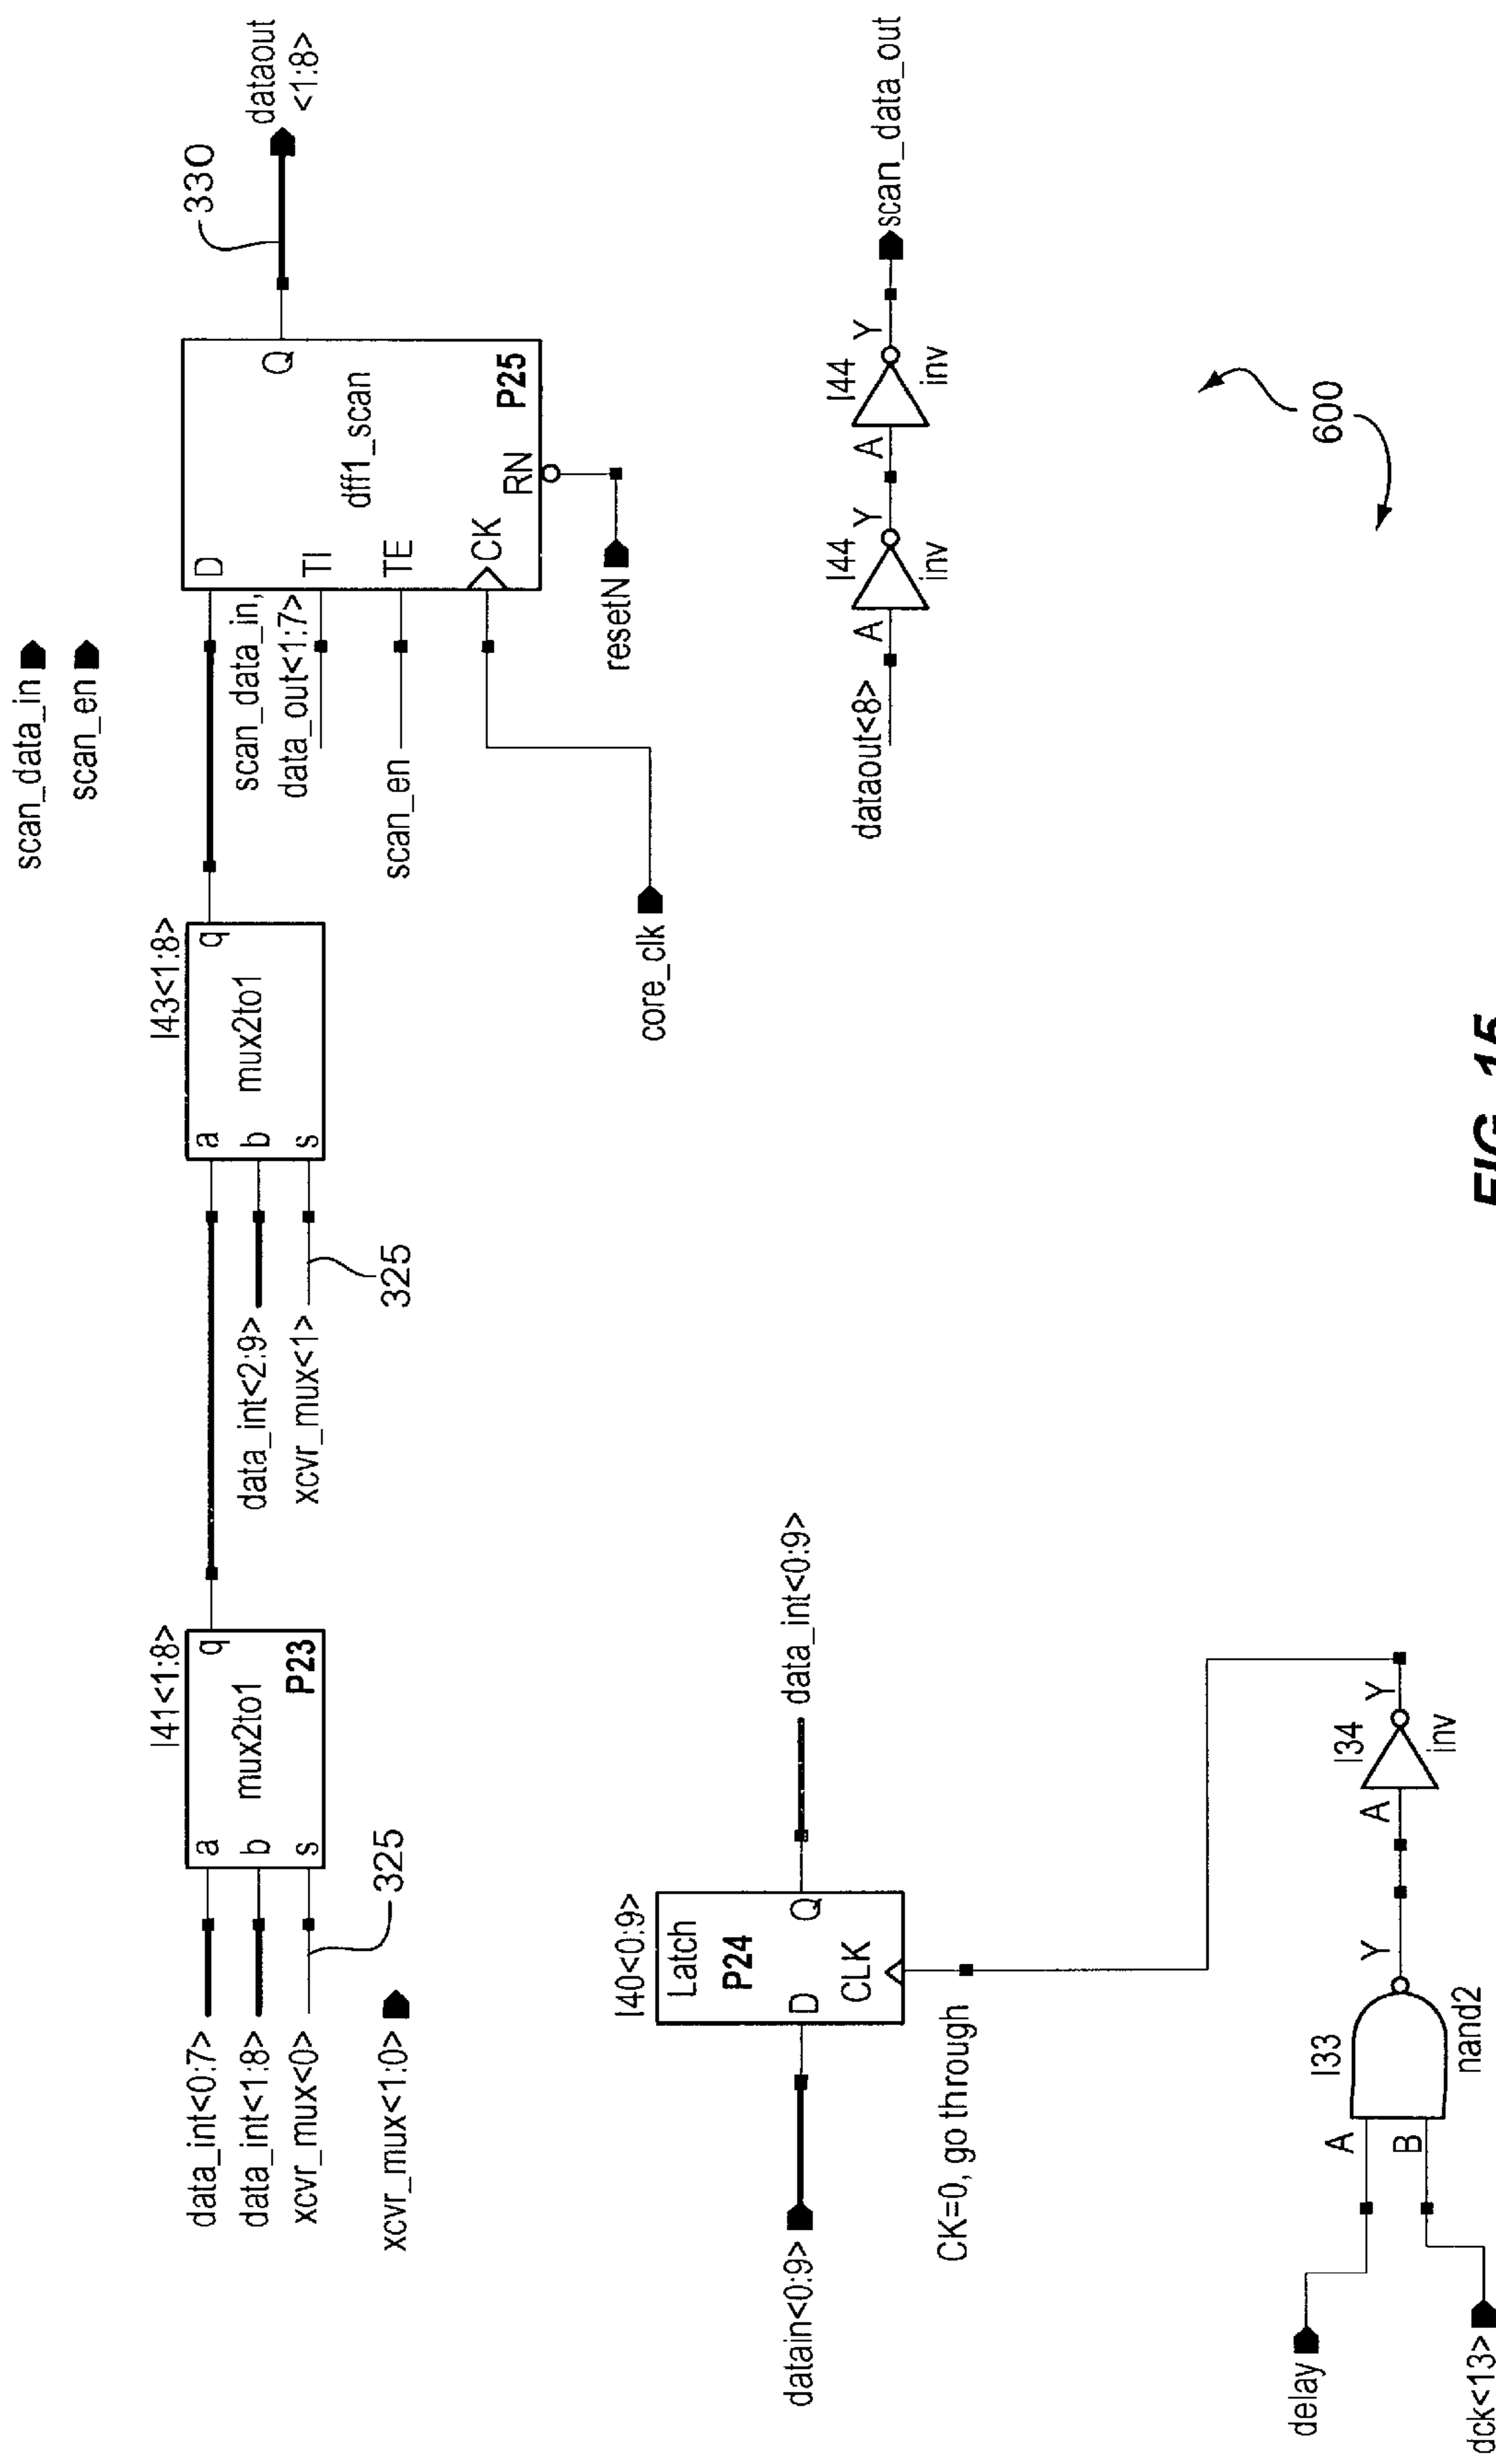 scan_data_in
scan_en
I41<1:8>
a
b
s
q
mux2to1
P23
data_int<0:7>
data_int<1:8>
xcvr_mux<0>
325
xcvr_mux<1:0>
I43<1:8>
a
b
s
q
mux2to1
data_int<2:9>
xcvr_mux<1>
325
D
TI
TE
CK
RN
Q
dff1_scan
P25
scan_data_in,
data_out<1:7>
scan_en
core_clk
resetN
330
dataout
<1:8>
I40<0:9>
Latch
P24
D
Q
CLK
datain<0:9>
data_int<0:9>
CK=0, go through
dataout<8>
A
I44
Y
inv
A
I44
Y
inv
scan_data_out
delay
dck<13>
A
B
I33
nand2
Y
A
I34
Y
inv
600
FIG. 15